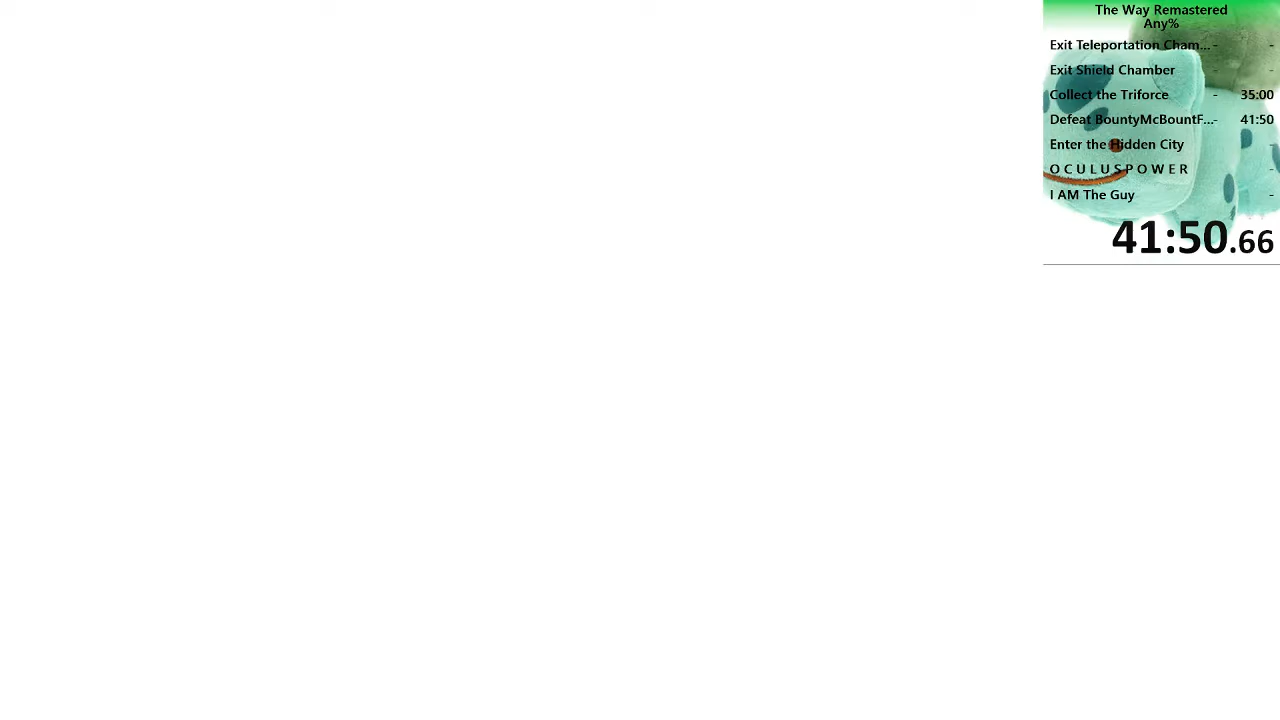 The Way Remastered
Any%
Exit Teleportation Cham... - -
Exit Shield Chamber - -
Collect the Triforce - 35:00
Defeat BountyMcBountF...- 41:50
Enter the Hidden City -
O C U L U S P O W E R -
I AM The Guy -
41:50.66